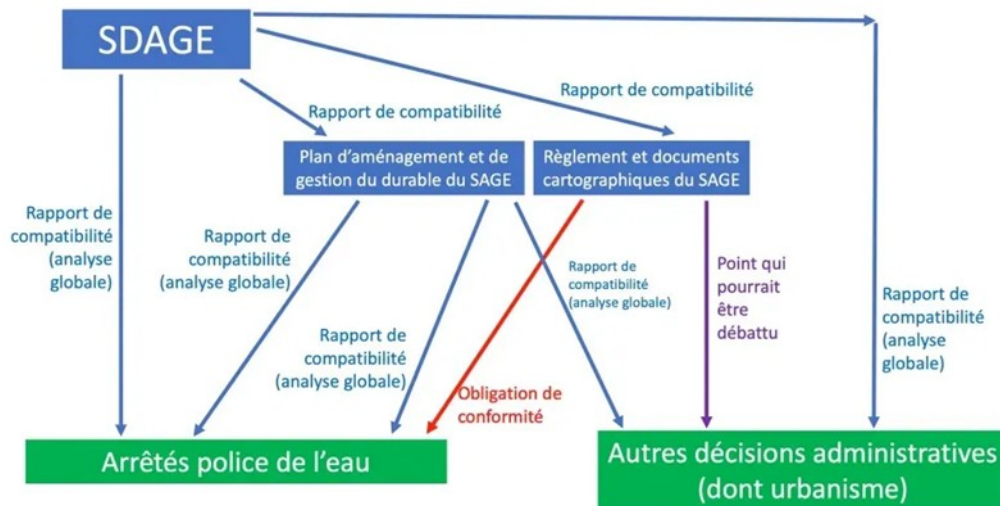 SDAGE
Rapport de compatibilité
Rapport de compatibilité
Plan d'aménagement et de
gestion du durable du SAGE
Règlement et documents
cartographiques du SAGE
Rapport de
compatibilité
(analyse
globale)
Rapport de
compatibilité
(analyse globale)
Rapport de
compatibilité
(analyse globale)
Obligation de
conformité
Rapport de
compatibilité
(analyse globale)
Point qui
pourrait
être
débattu
Rapport de
compatibilité
(analyse
globale)
Arrêtés police de l'eau
Autres décisions administratives
(dont urbanisme)